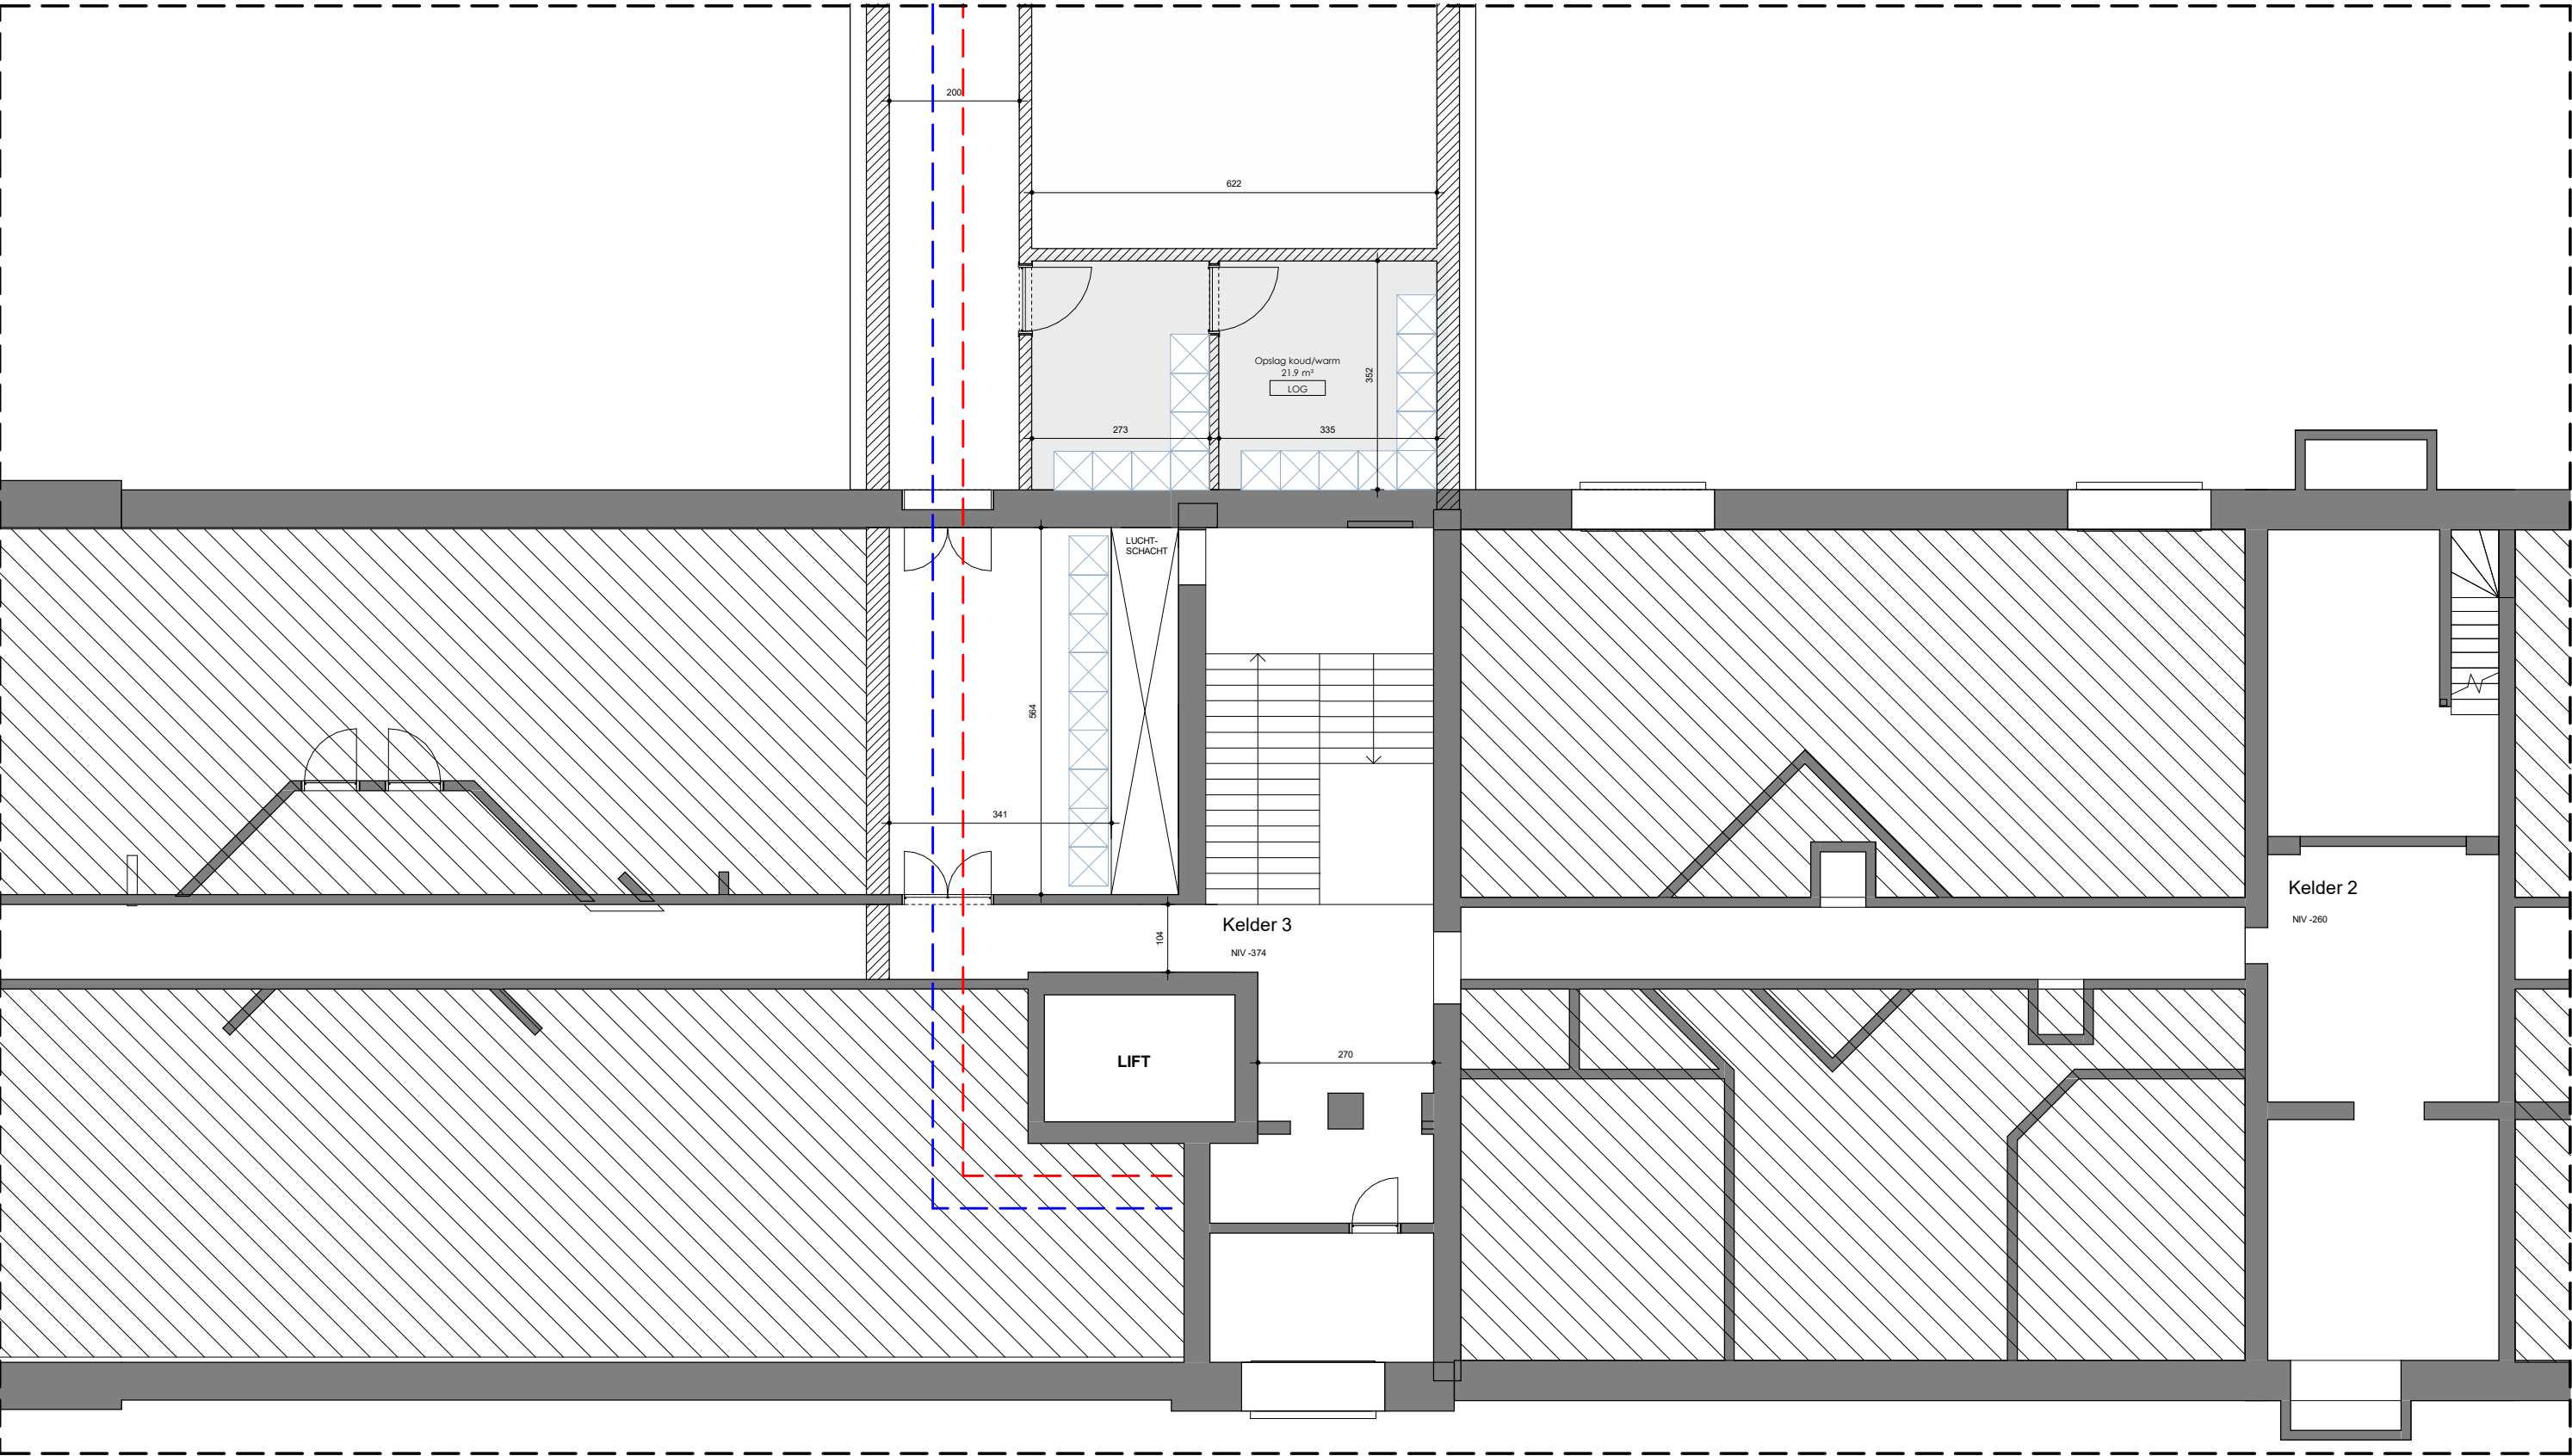 200
622
Opslag koud/warm
21.9 m²
LOG
352
273
335
LUCHT-
SCHACHT
564
341
Kelder 3
NIV -374
104
Kelder 2
NIV -260
LIFT
270